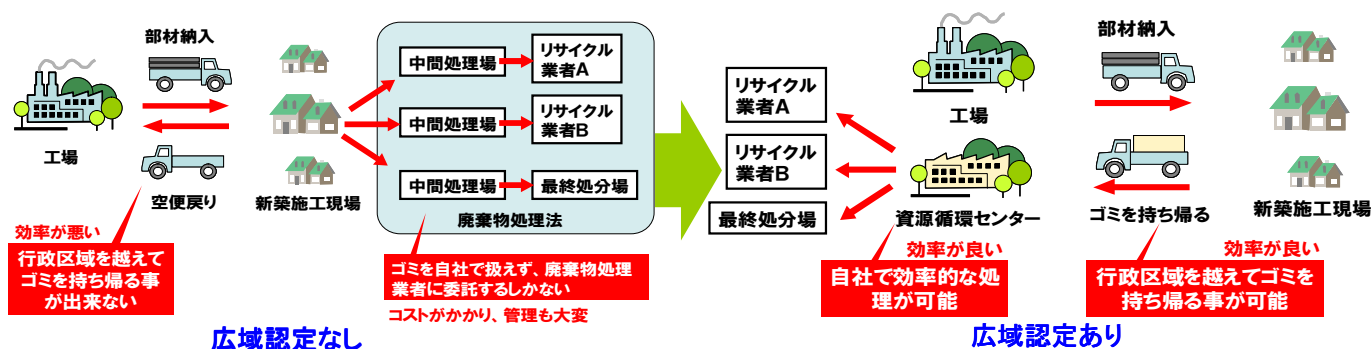 部材納入
工場
空便戻り
新築施工現場
効率が悪い
行政区域を越えて
ゴミを持ち帰る事
が出来ない
中間処理場
リサイクル
業者A
中間処理場
リサイクル
業者B
中間処理場
最終処分場
廃棄物処理法
ゴミを自社で扱えず、廃棄物処理
業者に委託するしかない
コストがかかり、管理も大変
広域認定なし
リサイクル
業者A
リサイクル
業者B
最終処分場
工場
資源循環センター
効率が良い
自社で効率的な処
理が可能
部材納入
ゴミを持ち帰る
新築施工現場
効率が良い
行政区域を越えてゴミを
持ち帰る事が可能
広域認定あり